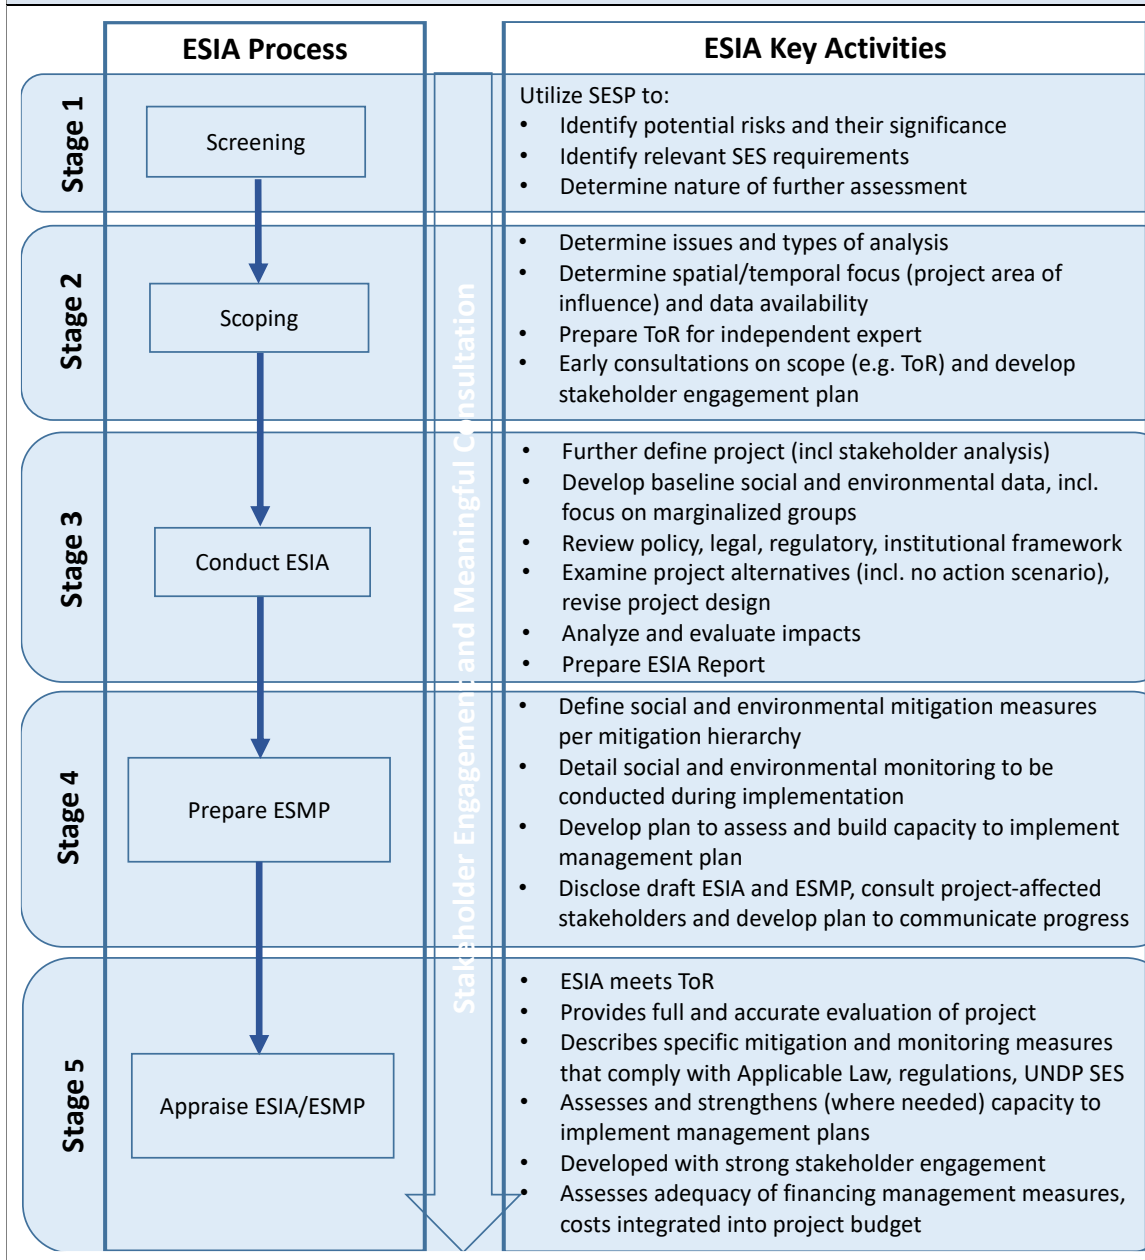 ESIA Process
ESIA Key Activities
Stage 1
Screening
Utilize SESP to:
• Identify potential risks and their significance
• Identify relevant SES requirements
• Determine nature of further assessment
Stage 2
Scoping
• Determine issues and types of analysis
• Determine spatial/temporal focus (project area of
influence) and data availability
• Prepare ToR for independent expert
• Early consultations on scope (e.g. ToR) and develop
stakeholder engagement plan
Stakeholder Engagement and Meaningful Consultation
Stage 3
Conduct ESIA
• Further define project (incl stakeholder analysis)
• Develop baseline social and environmental data, incl.
focus on marginalized groups
• Review policy, legal, regulatory, institutional framework
• Examine project alternatives (incl. no action scenario),
revise project design
• Analyze and evaluate impacts
• Prepare ESIA Report
Stage 4
Prepare ESMP
• Define social and environmental mitigation measures
per mitigation hierarchy
• Detail social and environmental monitoring to be
conducted during implementation
• Develop plan to assess and build capacity to implement
management plan
• Disclose draft ESIA and ESMP, consult project-affected
stakeholders and develop plan to communicate progress
Stage 5
Appraise ESIA/ESMP
• ESIA meets ToR
• Provides full and accurate evaluation of project
• Describes specific mitigation and monitoring measures
that comply with Applicable Law, regulations, UNDP SES
• Assesses and strengthens (where needed) capacity to
implement management plans
• Developed with strong stakeholder engagement
• Assesses adequacy of financing management measures,
costs integrated into project budget